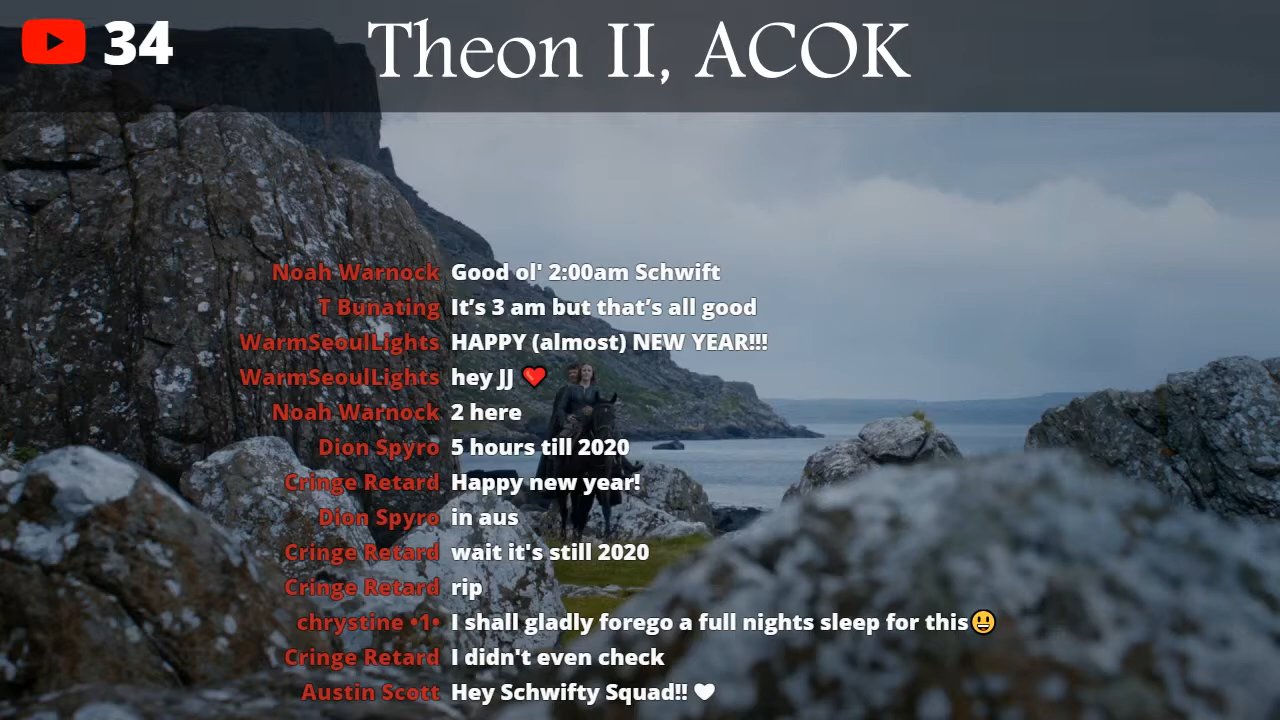 34
Theon II, ACOK
Noah Warnock Good ol' 2:00am Schwift
T Bunating It’s 3 am but that’s all good
WarmSeoulLights HAPPY (almost) NEW YEAR!!!
WarmSeoulLights hey JJ ❤️
Noah Warnock 2 here
Dion Spyro 5 hours till 2020
Cringe Retard Happy new year!
Dion Spyro in aus
Cringe Retard wait it's still 2020
Cringe Retard rip
chrystine •1• I shall gladly forego a full nights sleep for this😃
Cringe Retard I didn't even check
Austin Scott Hey Schwifty Squad!! 🤍